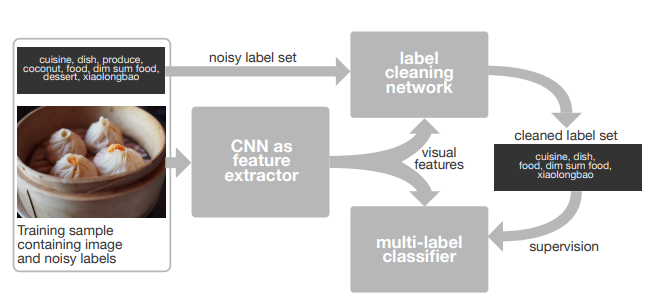 cuisine, dish, produce,
coconut, food, dim sum food,
dessert, xiaolongbao
Training sample
containing image
and noisy labels
noisy label set
CNN as
feature
extractor
label
cleaning
network
visual
features
multi-label
classifier
cleaned label set
cuisine, dish,
food, dim sum food,
xiaolongbao
supervision